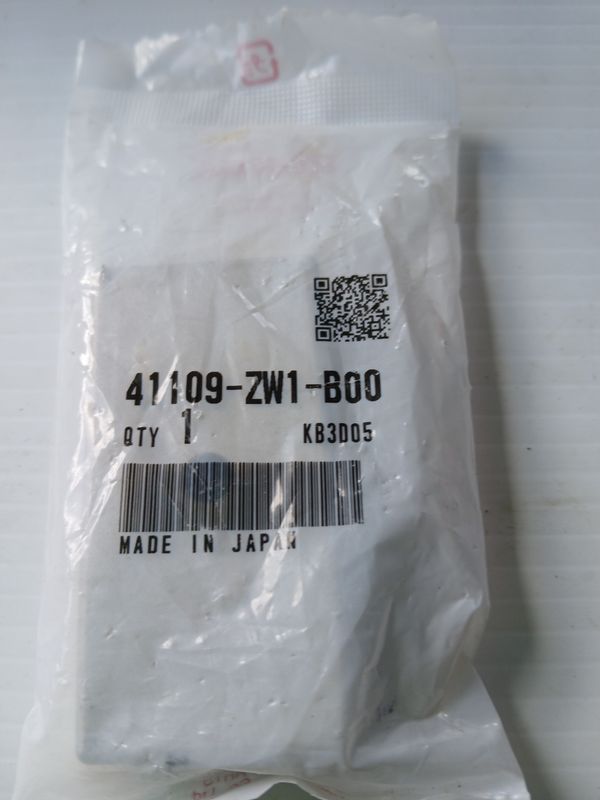 41109-ZW1-B00
QTY 1 KB3D05
MADE IN JAPAN